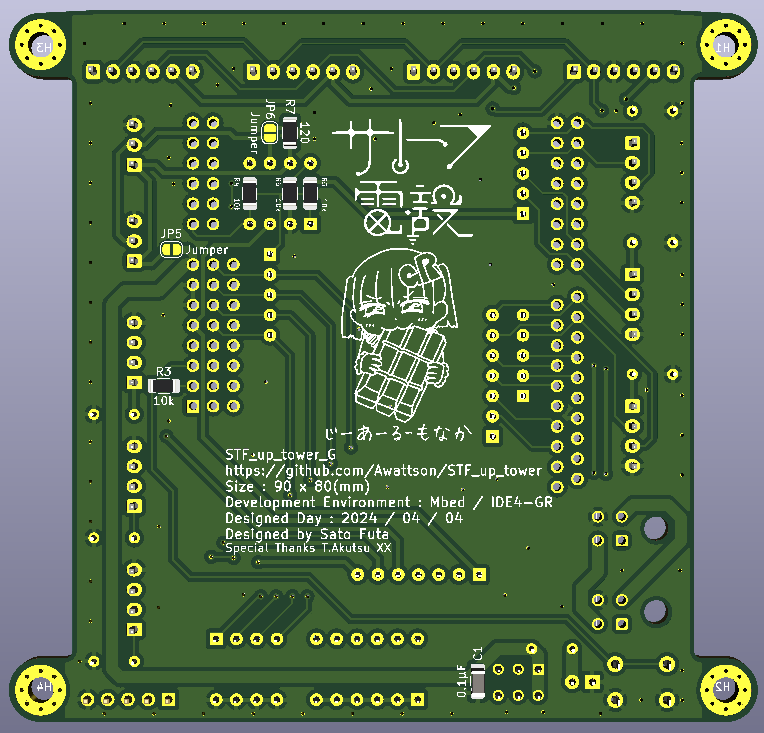 H3
H1
JP6
Jumper
R7
120
サトーフ
電設
JP5
Jumper
R3
10k
じーあーるーもなか
STF_up_tower_G
https://github.com/Awattson/STF_up_tower
Size : 90 x 80(mm)
Development Environment : Mbed / IDE4-GR
Designed Day : 2024 / 04 / 04
Designed by Sato Futa
Special Thanks T.Akutsu XX
C1
0.1µF
H4
H2